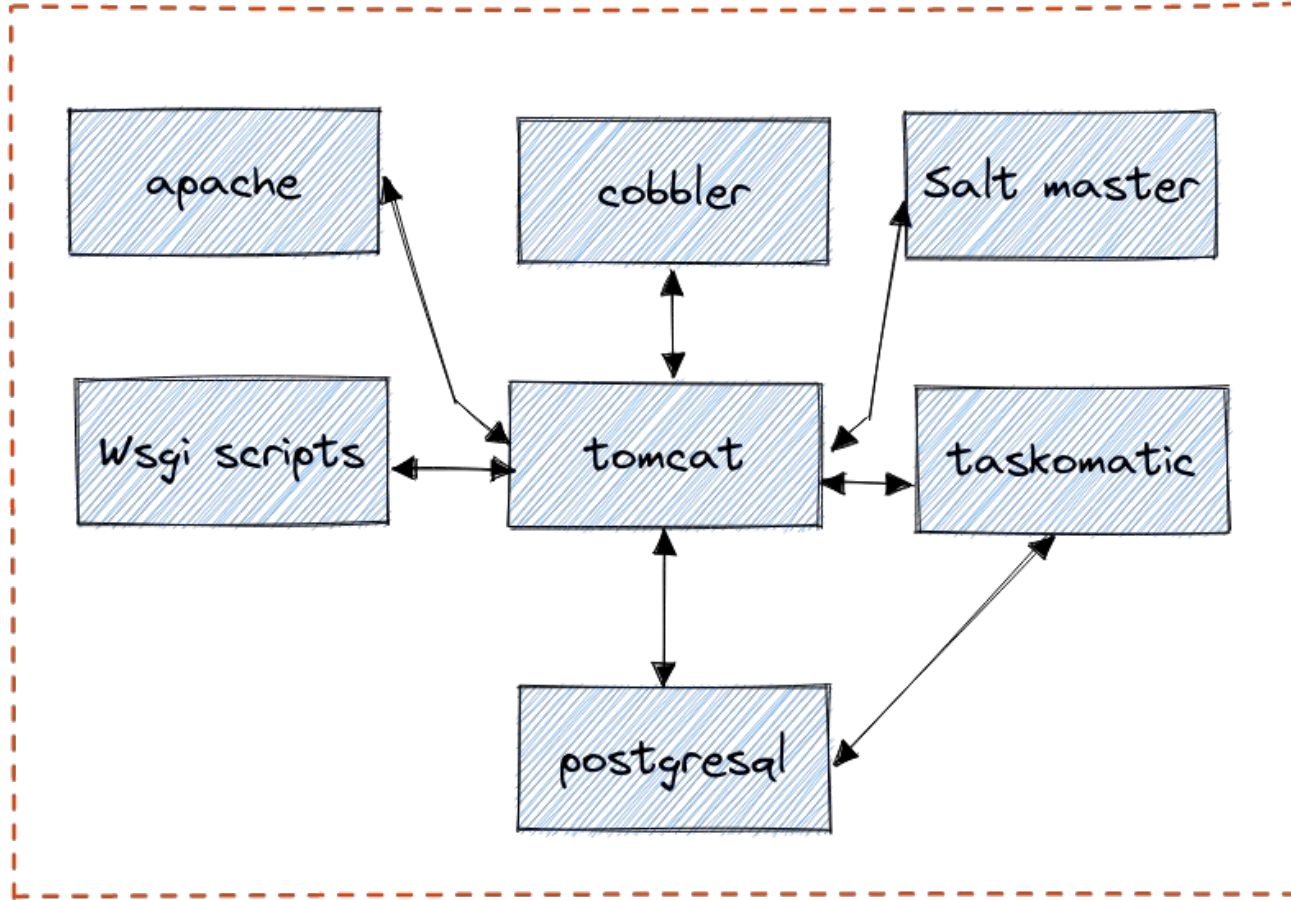 apache
cobbler
Salt master
Wsgi scripts
tomcat
taskomatic
postgresql